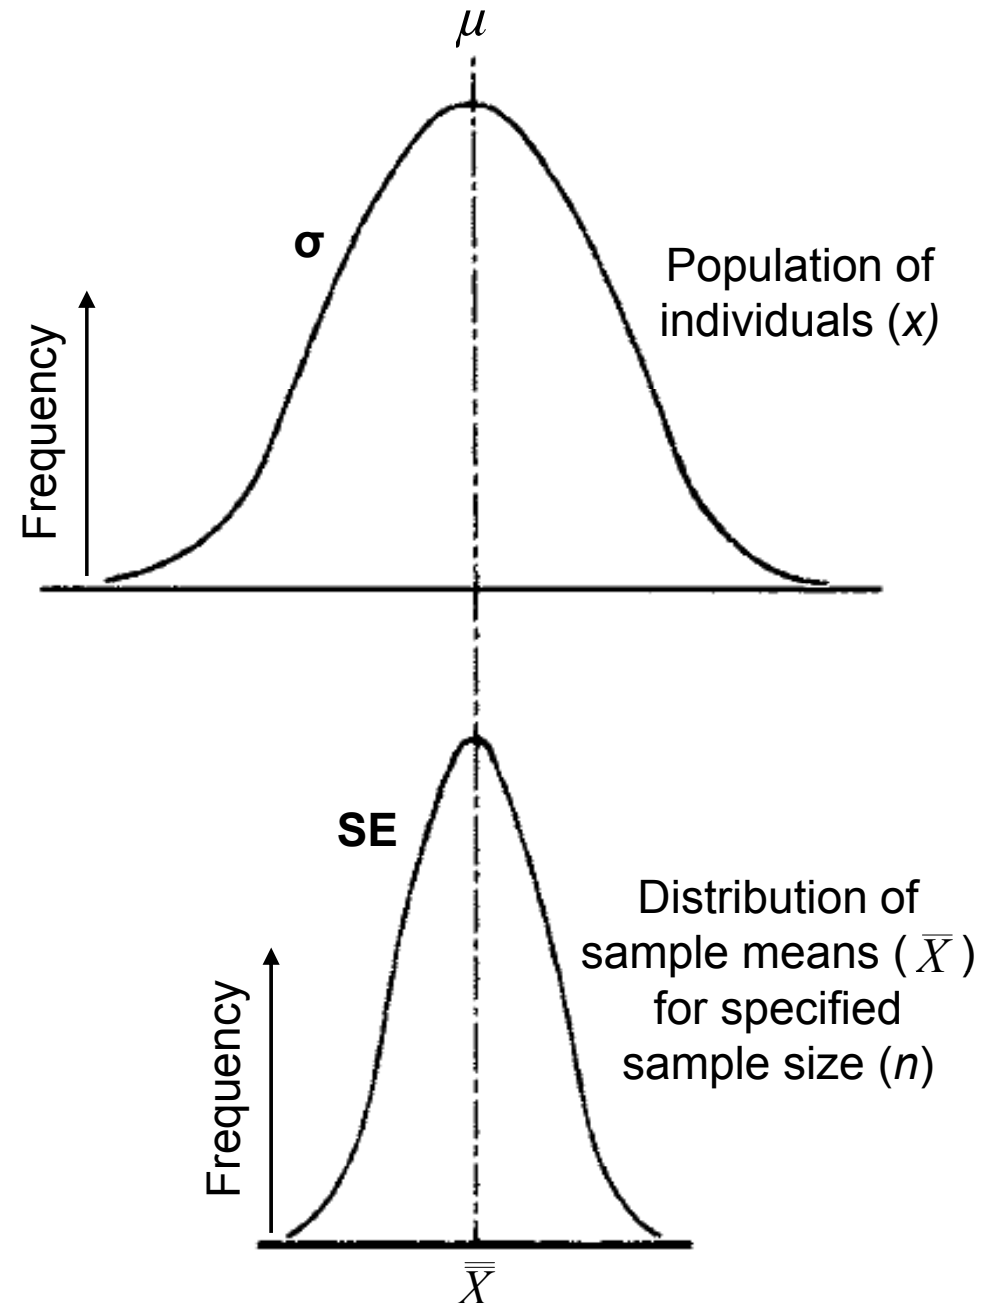 μ
σ
Population of
individuals (x)
Frequency
SE
Distribution of
sample means ( X̅ )
for specified
sample size (n)
Frequency
X̿